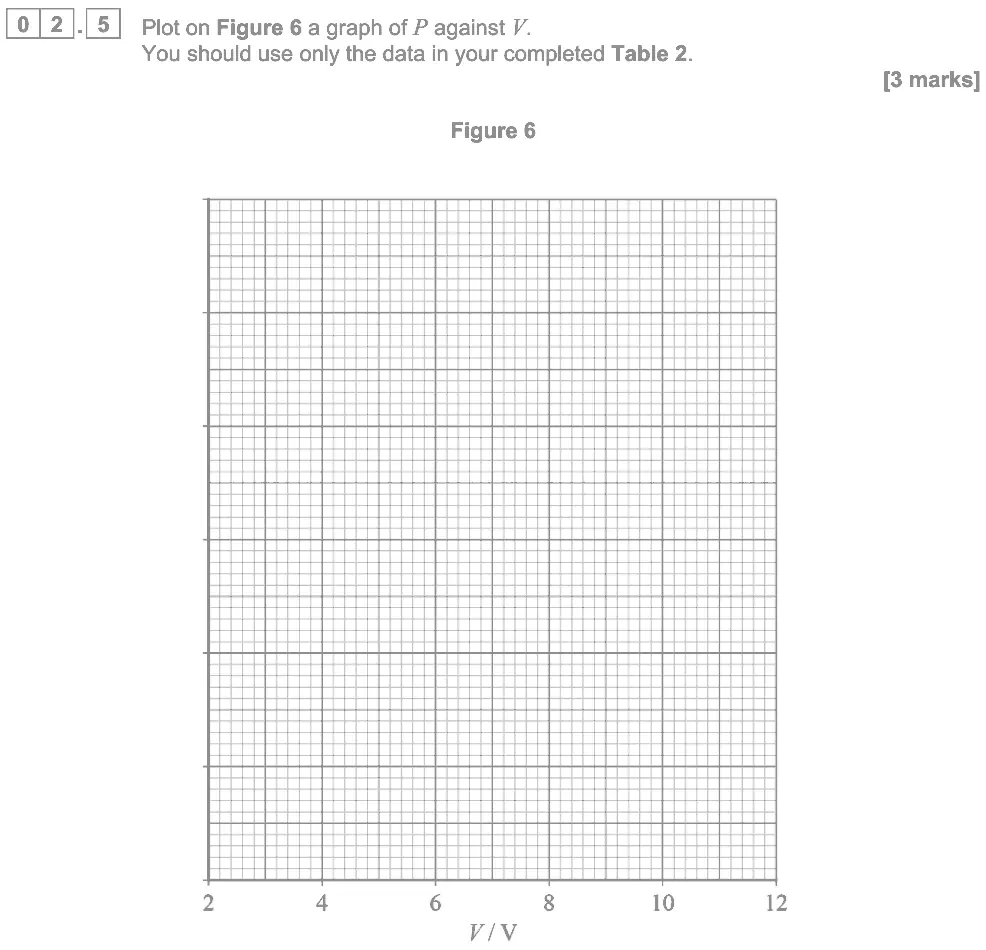 0 2 . 5 Plot on Figure 6 a graph of P against V.
You should use only the data in your completed Table 2.
[3 marks]
Figure 6
2 4 6 8 10 12
V / V